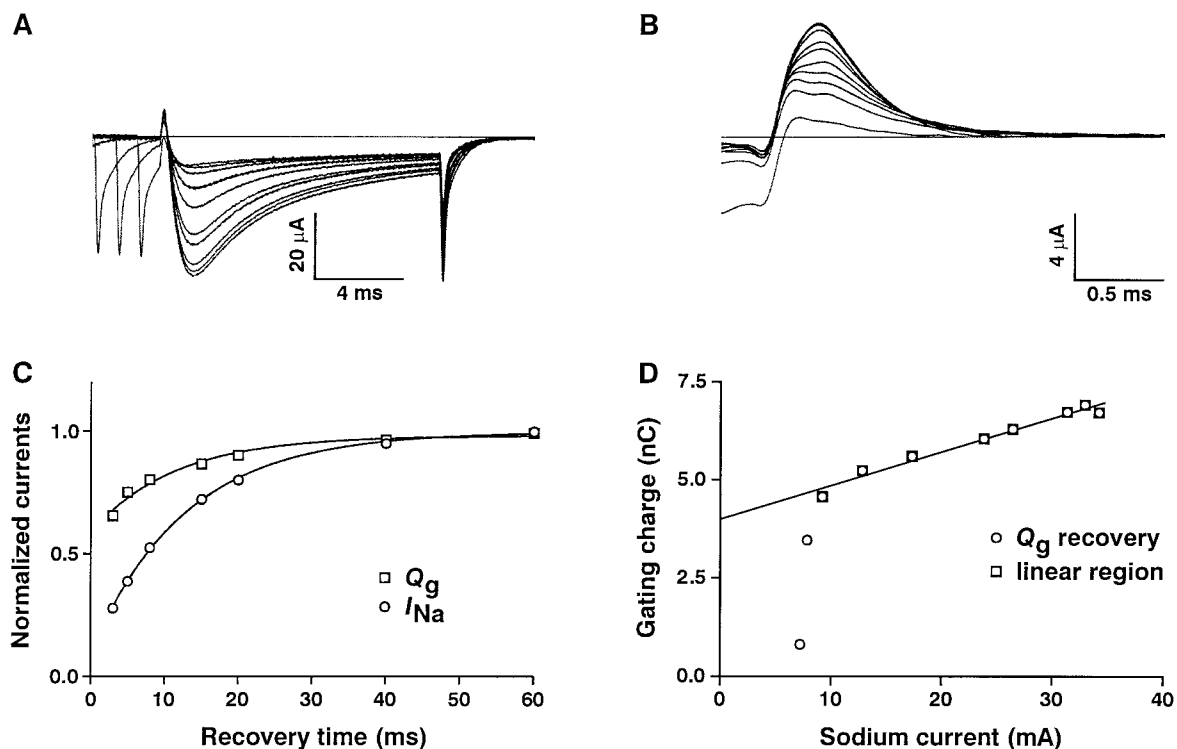 A
20 μA
4 ms
B
4 μA
0.5 ms
C
Normalized currents
1.0
0.5
0.0
0
10
20
30
40
50
60
Recovery time (ms)
Qg
INa
D
Gating charge (nC)
7.5
5.0
2.5
0.0
0
10
20
30
40
Sodium current (mA)
Qg recovery
linear region